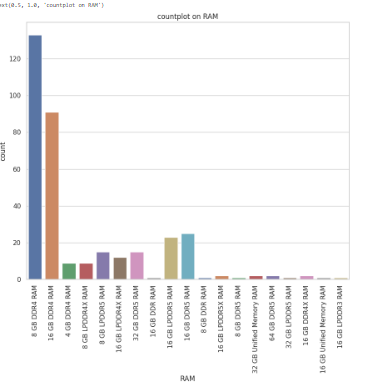 ext(0.5, 1.0, 'countplot on RAM')
countplot on RAM
120
100
80
60
40
20
0
count
8 GB DDR4 RAM
16 GB DDR4 RAM
4 GB DDR4 RAM
8 GB LPDDR4X RAM
8 GB LPDDR5 RAM
16 GB LPDDR4X RAM
32 GB DDR5 RAM
16 GB DDR RAM
16 GB LPDDR5 RAM
16 GB DDR5 RAM
8 GB DDR RAM
16 GB LPDDR5X RAM
8 GB DDR5 RAM
32 GB Unified Memory RAM
64 GB DDR5 RAM
32 GB LPDDR5 RAM
16 GB DDR4X RAM
16 GB Unified Memory RAM
16 GB LPDDR3 RAM
RAM